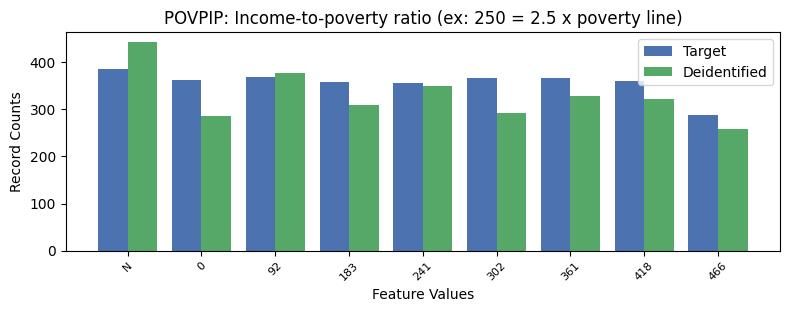 POVPIP: Income-to-poverty ratio (ex: 250 = 2.5 x poverty line)
Target
Deidentified
Record Counts
400
300
200
100
0
N 0 92 183 241 302 361 418 466
Feature Values